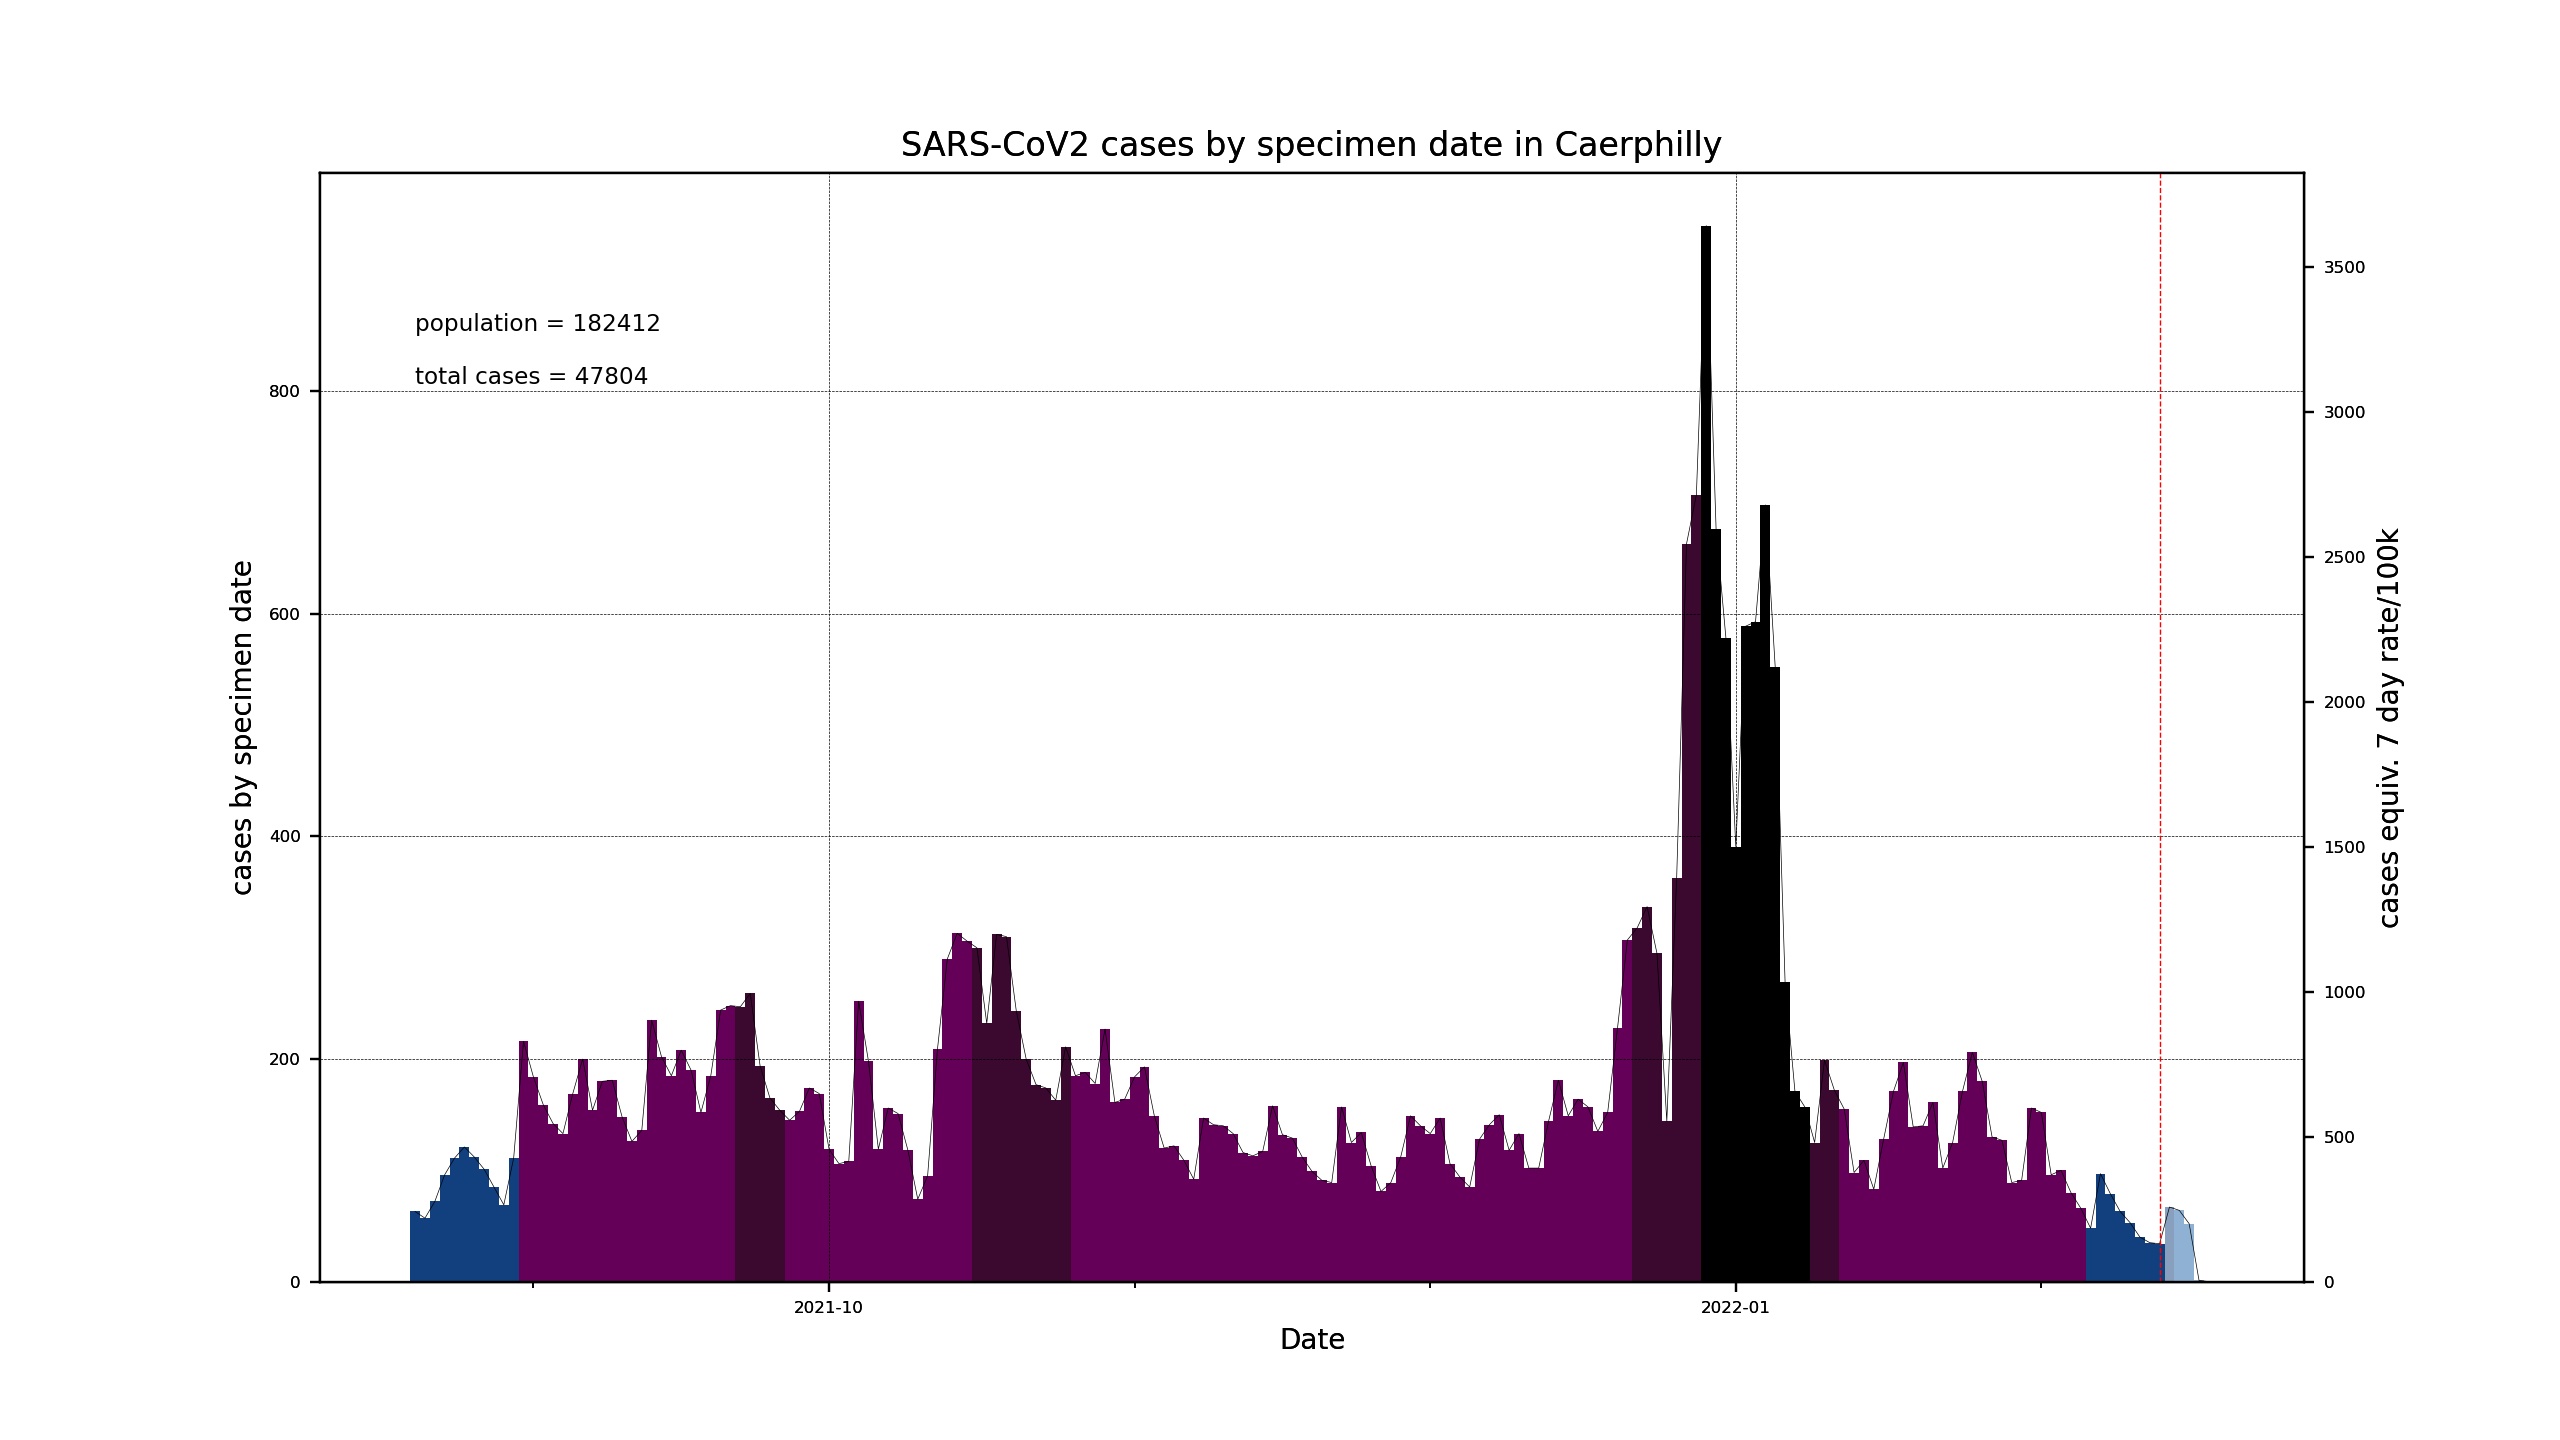 SARS-CoV2 cases by specimen date in Caerphilly
population = 182412
total cases = 47804
cases by specimen date
800
600
400
200
0
3500
3000
2500
2000
1500
1000
500
0
cases equiv. 7 day rate/100k
2021-10
2022-01
Date